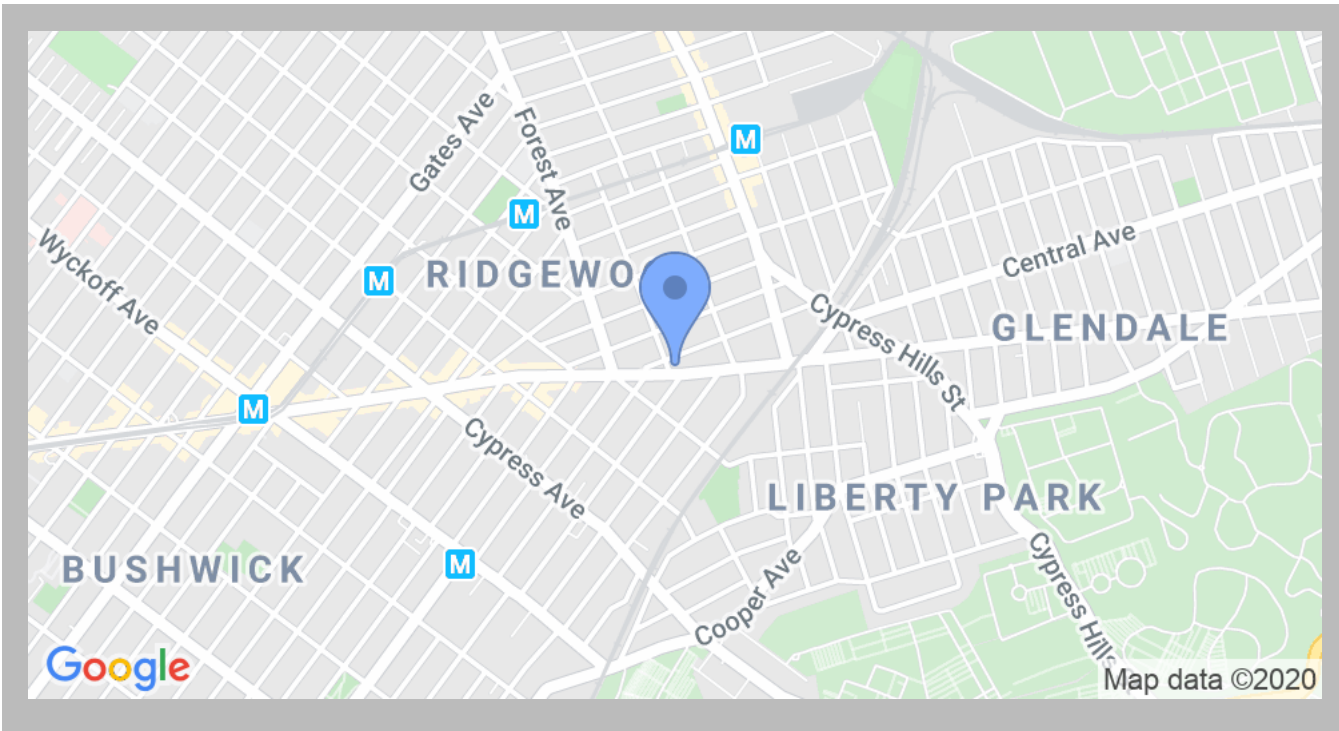 Gates Ave
Forest Ave
M
M
M
RIDGEWO
Wyckoff Ave
Central Ave
Cypress Hills St
GLENDALE
M
Cypress Ave
LIBERTY PARK
BUSHWICK
M
Cooper Ave
Cypress Hills
Google
Map data ©2020